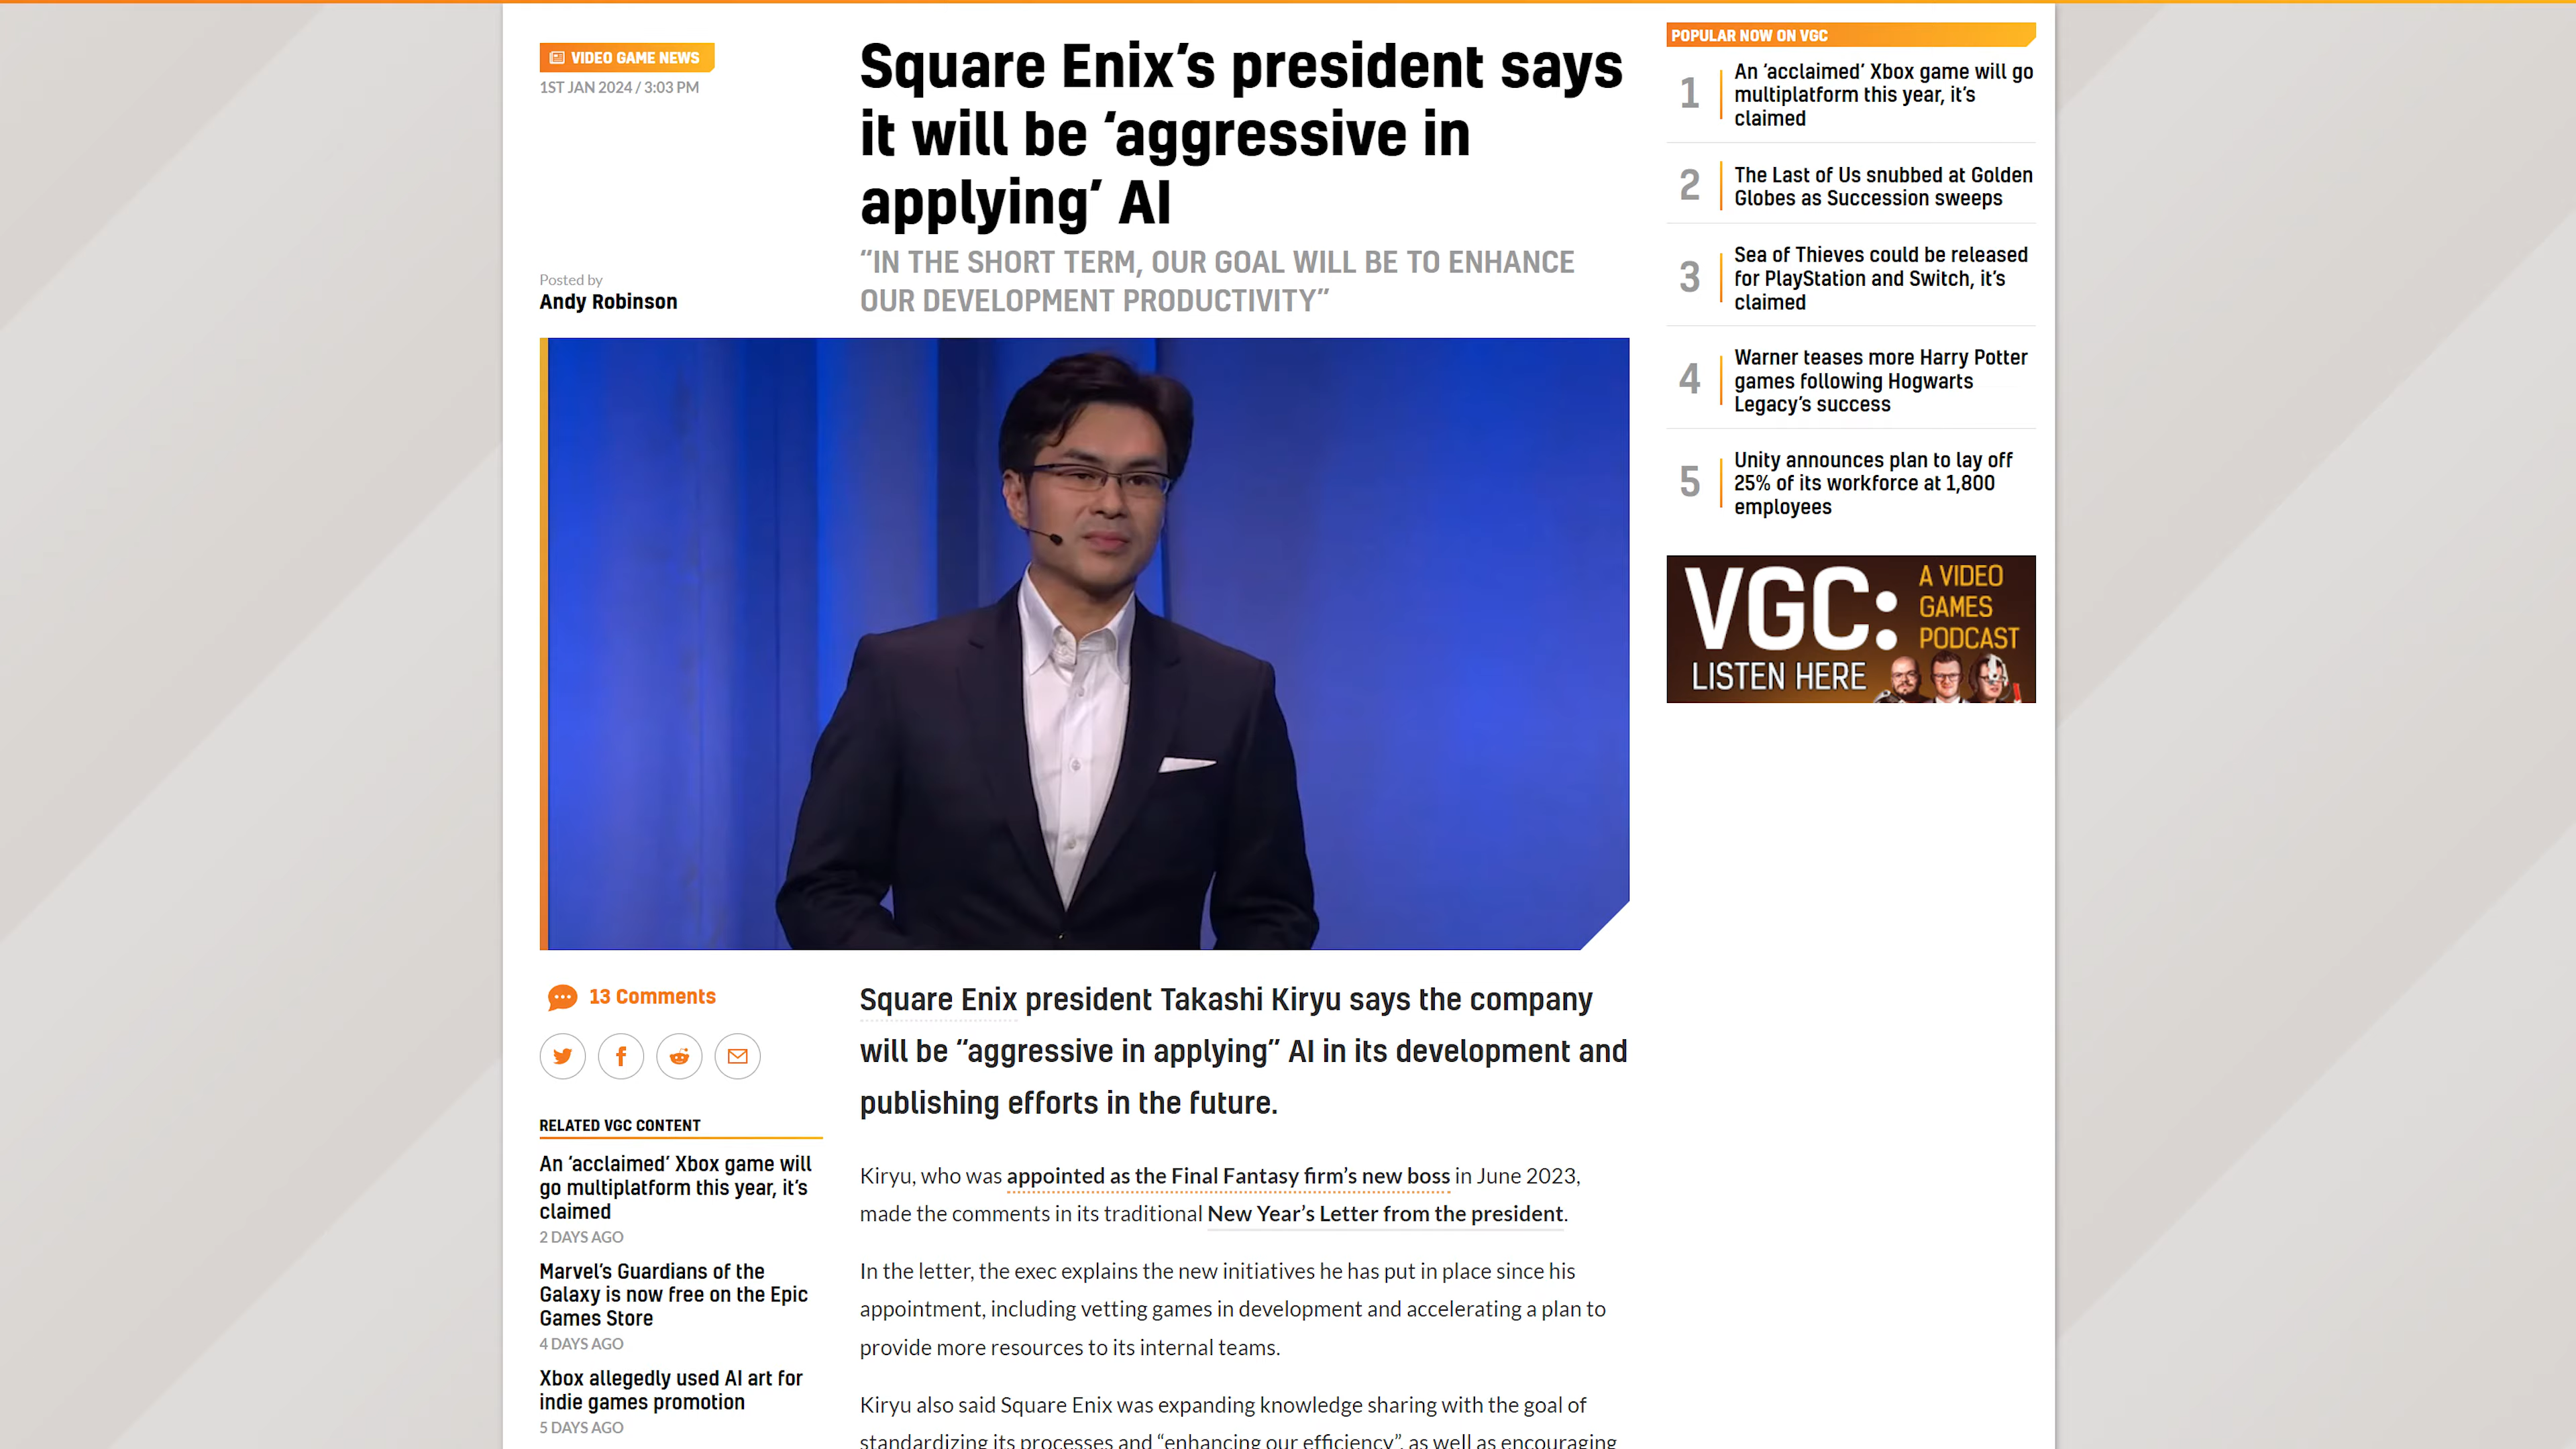 VIDEO GAME NEWS
1ST JAN 2024 / 3:03 PM
Posted by
Andy Robinson
Square Enix’s president says
it will be ‘aggressive in
applying’ AI
“IN THE SHORT TERM, OUR GOAL WILL BE TO ENHANCE
OUR DEVELOPMENT PRODUCTIVITY”
13 Comments
RELATED VGC CONTENT
An ‘acclaimed’ Xbox game will
go multiplatform this year, it’s
claimed
2 DAYS AGO
Marvel’s Guardians of the
Galaxy is now free on the Epic
Games Store
4 DAYS AGO
Xbox allegedly used AI art for
indie games promotion
5 DAYS AGO
Square Enix president Takashi Kiryu says the company
will be “aggressive in applying” AI in its development and
publishing efforts in the future.
Kiryu, who was appointed as the Final Fantasy firm’s new boss in June 2023,
made the comments in its traditional New Year’s Letter from the president.
In the letter, the exec explains the new initiatives he has put in place since his
appointment, including vetting games in development and accelerating a plan to
provide more resources to its internal teams.
Kiryu also said Square Enix was expanding knowledge sharing with the goal of
standardizing its processes and “enhancing our efficiency”, as well as encouraging
POPULAR NOW ON VGC
1
An ‘acclaimed’ Xbox game will go
multiplatform this year, it’s
claimed
2
The Last of Us snubbed at Golden
Globes as Succession sweeps
3
Sea of Thieves could be released
for PlayStation and Switch, it’s
claimed
4
Warner teases more Harry Potter
games following Hogwarts
Legacy’s success
5
Unity announces plan to lay off
25% of its workforce at 1,800
employees
VGC:
A VIDEO
GAMES
PODCAST
LISTEN HERE